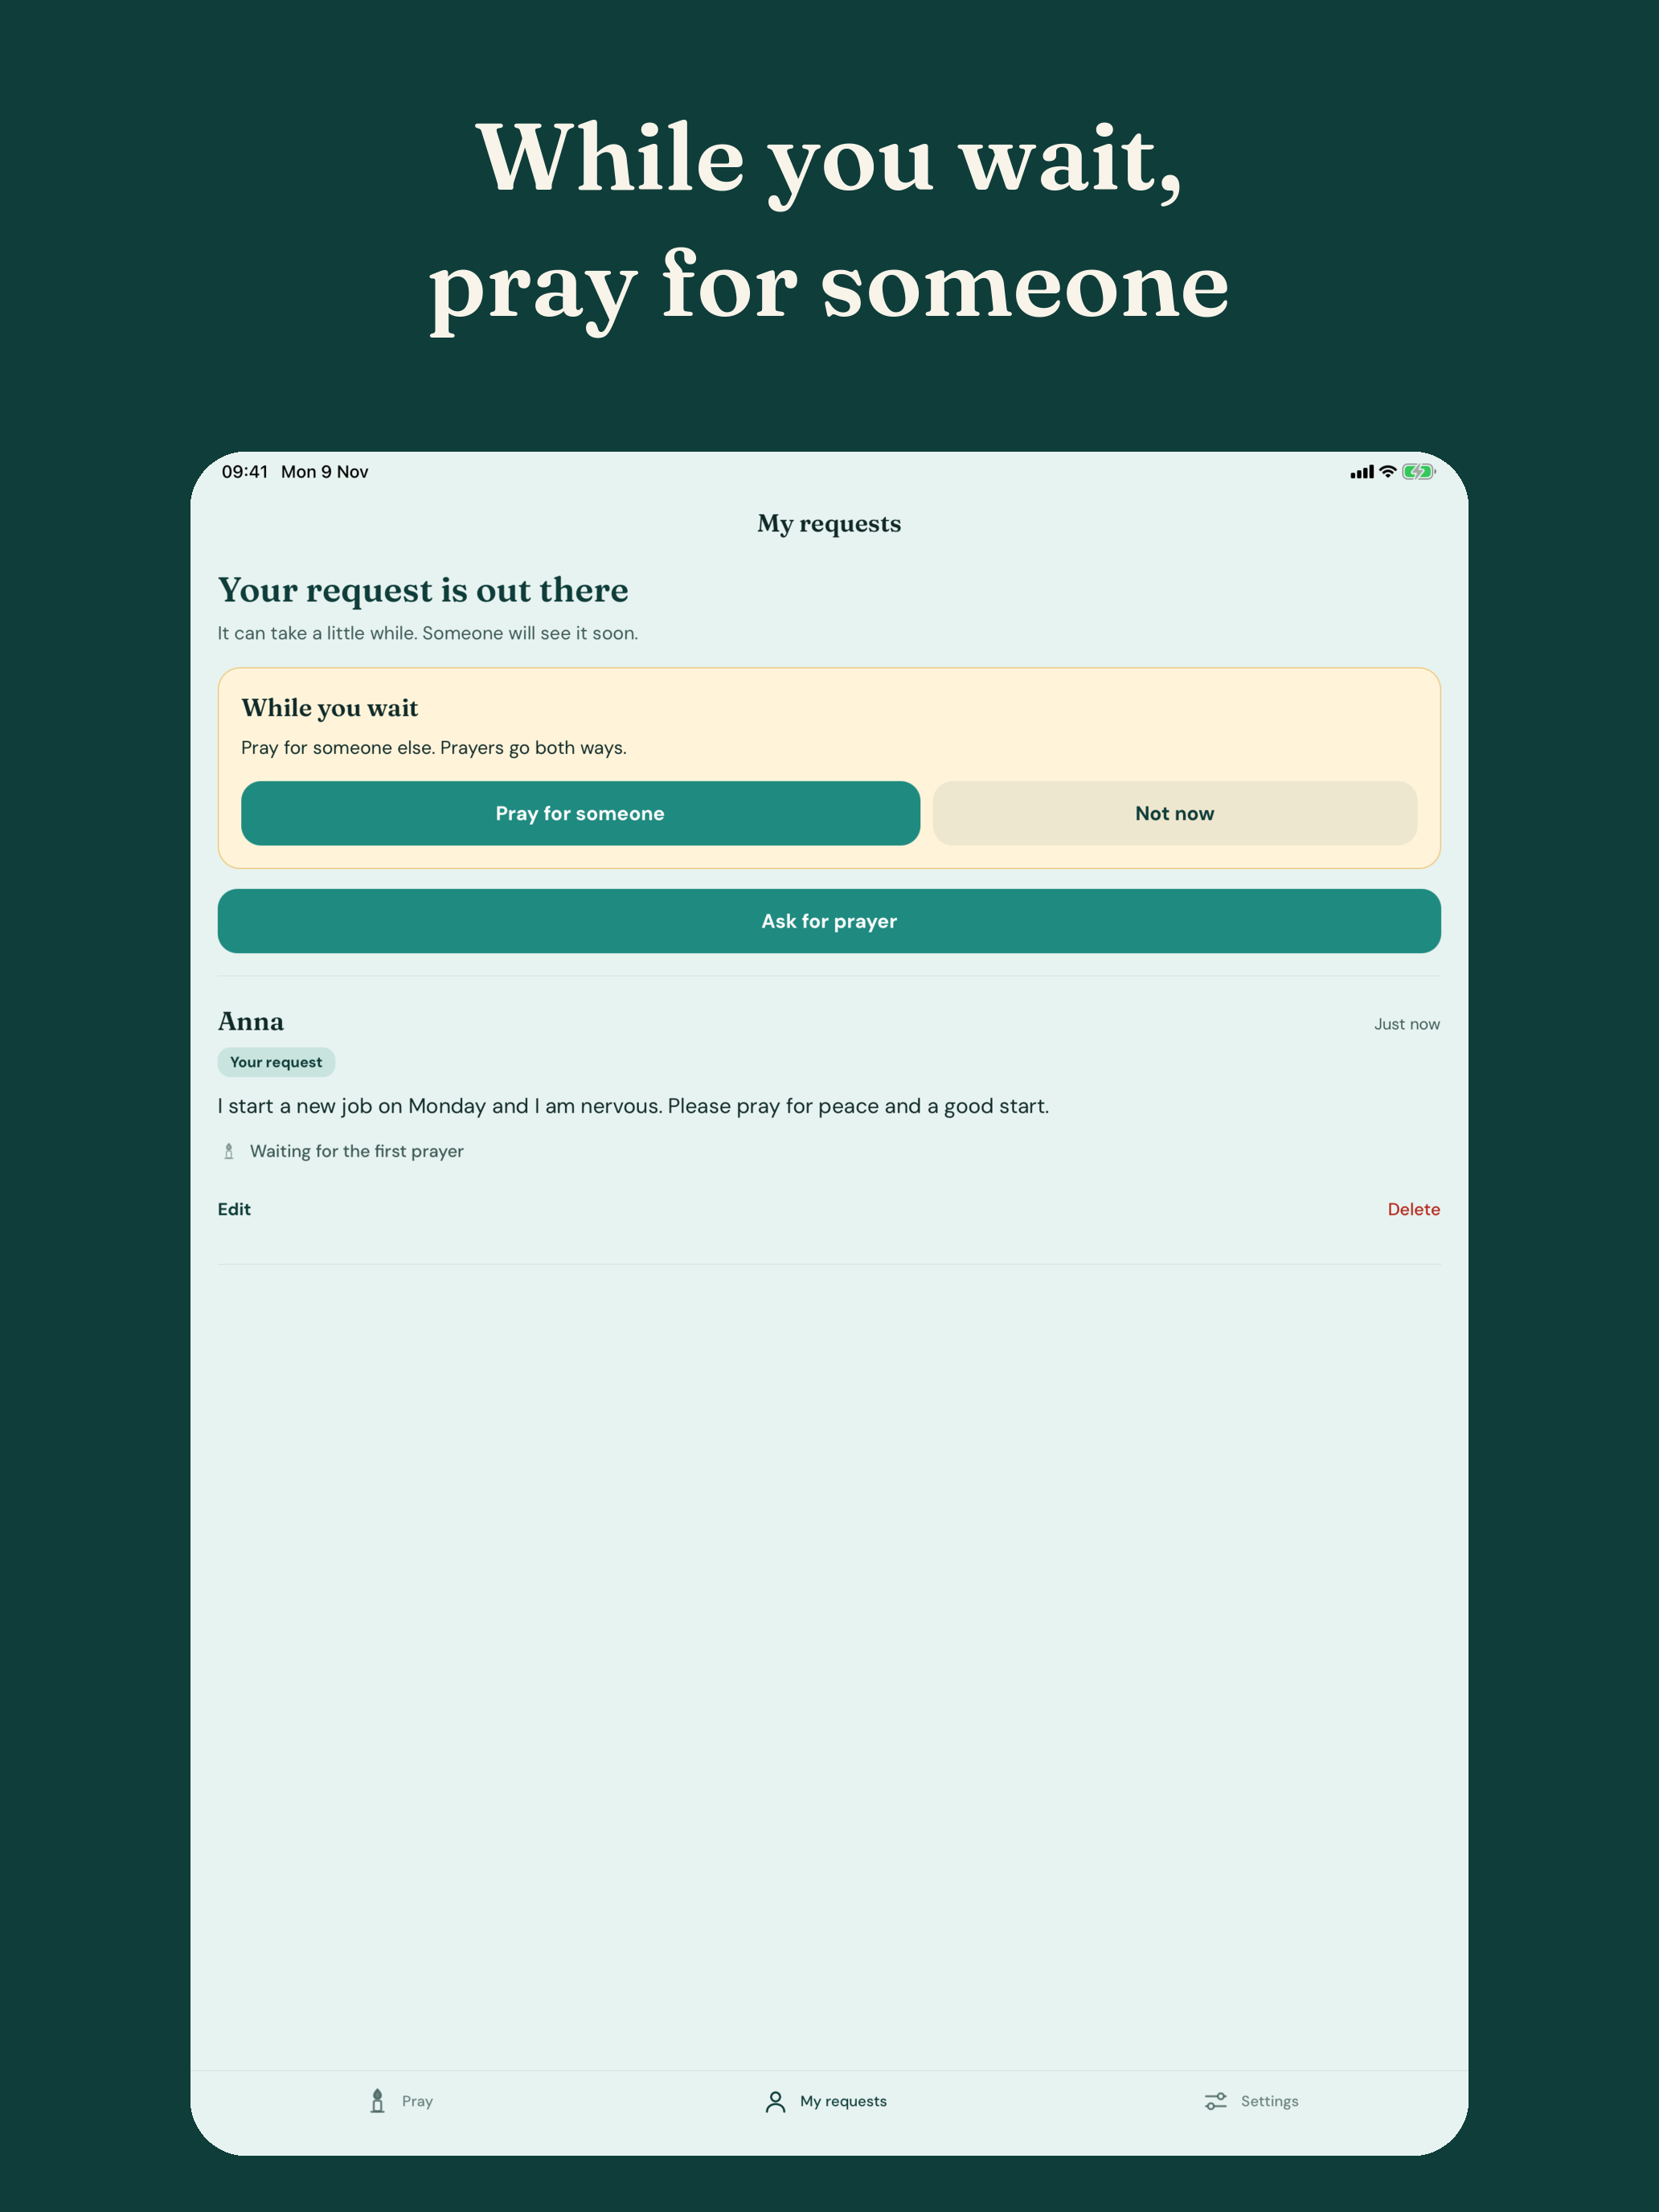 While you wait,
pray for someone
09:41 Mon 9 Nov
My requests
Your request is out there
It can take a little while. Someone will see it soon.
While you wait
Pray for someone else. Prayers go both ways.
Pray for someone
Not now
Ask for prayer
Anna
Just now
Your request
I start a new job on Monday and I am nervous. Please pray for peace and a good start.
Waiting for the first prayer
Edit
Delete
Pray
My requests
Settings